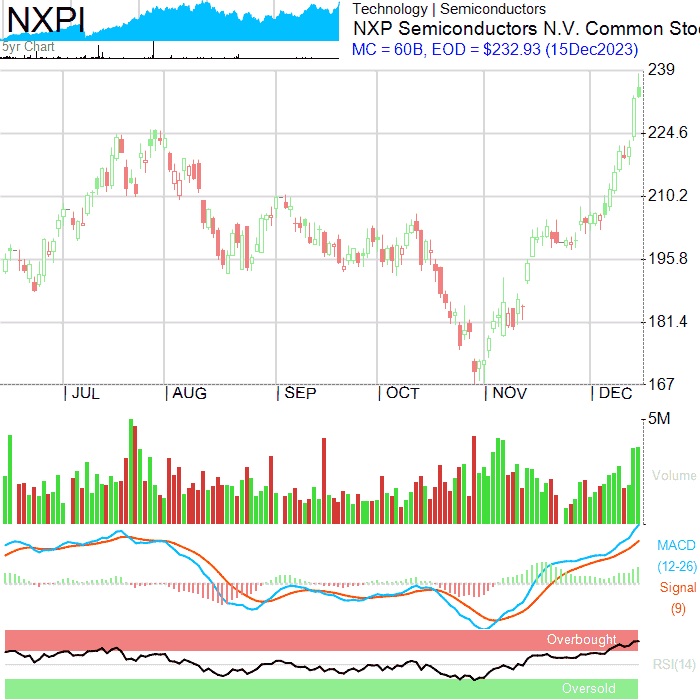 NXPI
5yr Chart
Technology | Semiconductors
NXP Semiconductors N.V. Common Sto
MC = 60B, EOD = $232.93 (15Dec2023)
239
224.6
210.2
195.8
181.4
167
JUL AUG SEP OCT NOV DEC
5M
Volume
MACD
(12-26)
Signal
(9)
Overbought
RSI(14)
Oversold